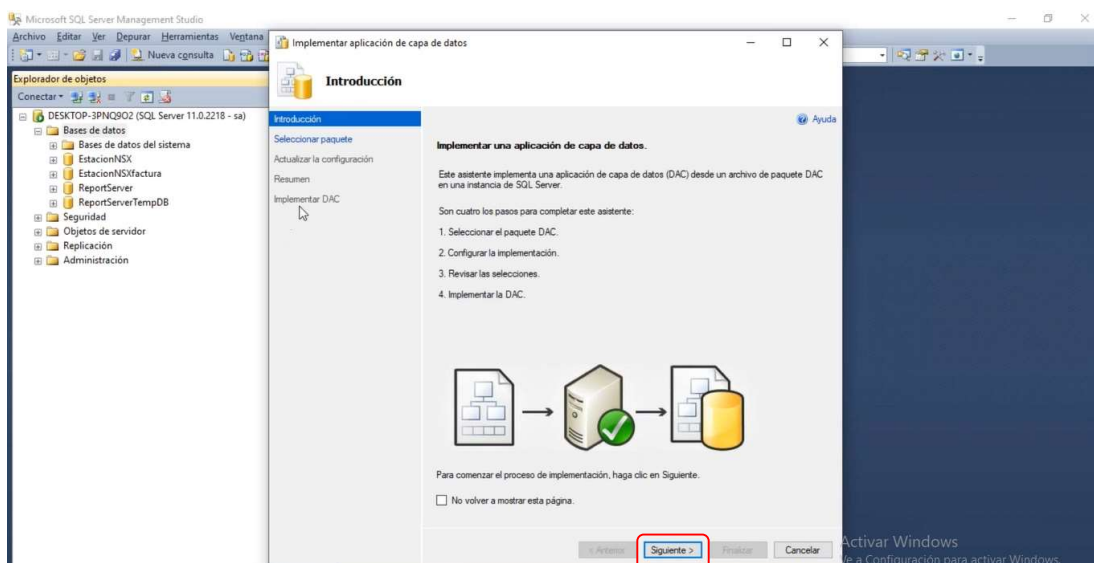 Microsoft SQL Server Management Studio
Archivo Editar Ver Depurar Herramientas Ventana
Nueva consulta
Explorador de objetos
Conectar
DESKTOP-3PNQ9O2 (SQL Server 11.0.2218 - sa)
Bases de datos
Bases de datos del sistema
EstacionNSX
EstacionNSXfactura
ReportServer
ReportServerTempDB
Seguridad
Objetos de servidor
Replicación
Administración
Implementar aplicación de capa de datos
Introducción
Introducción
Seleccionar paquete
Actualizar la configuración
Resumen
Implementar DAC
Ayuda
Implementar una aplicación de capa de datos.
Este asistente implementa una aplicación de capa de datos (DAC) desde un archivo de paquete DAC
en una instancia de SQL Server.
Son cuatro los pasos para completar este asistente:
1. Seleccionar el paquete DAC.
2. Configurar la implementación.
3. Revisar las selecciones.
4. Implementar la DAC.
Para comenzar el proceso de implementación, haga clic en Siguiente.
No volver a mostrar esta página.
< Anterior Siguiente > Finalizar Cancelar
Activar Windows
Ve a Configuración para activar Windows.